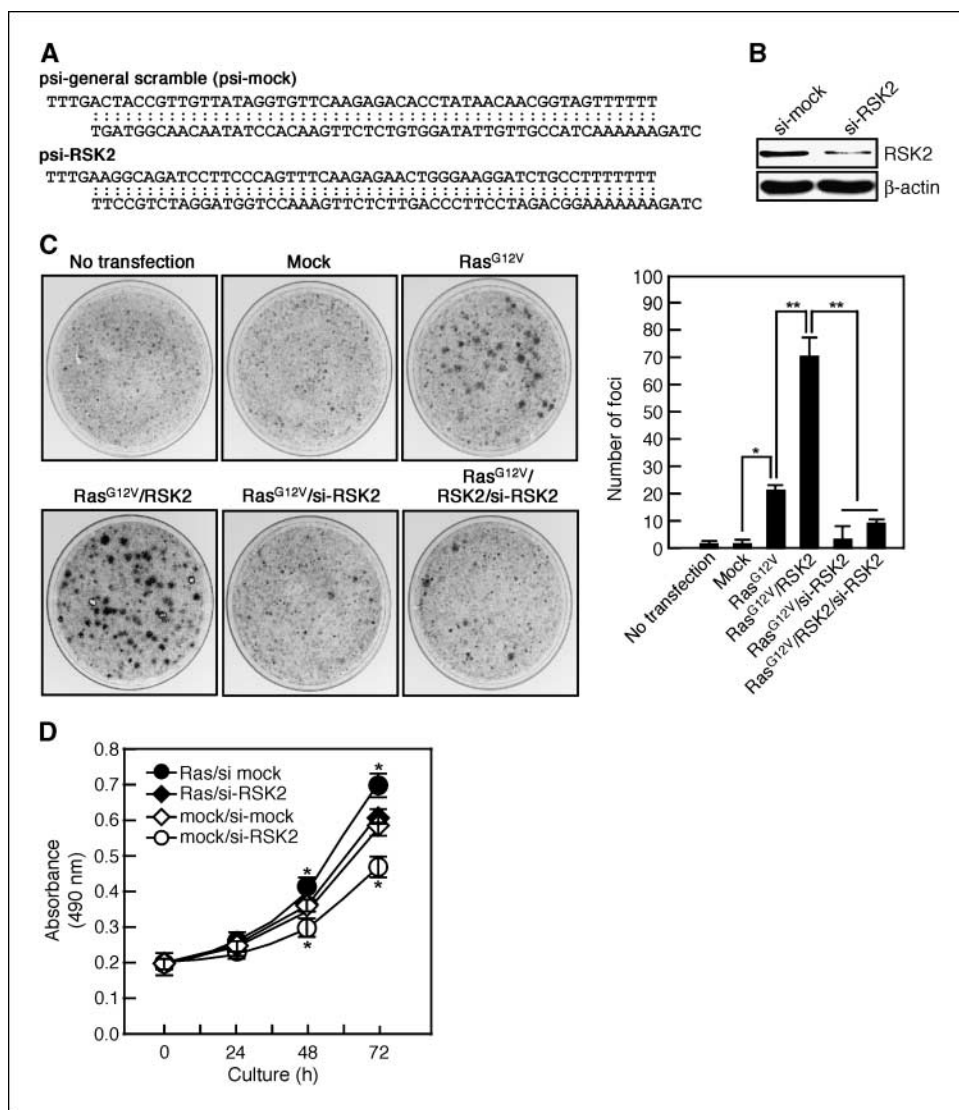 A
psi-general scramble (psi-mock)
TTTGACTACCGTTGTTATAGGTGTTCAAGAGACACCTATAACAACGGTAGTTTTTT
TGATGGCAACAATATCCACAAGTTCTCTGTGGATATTGTTGCCATCAAAAAAGATC
psi-RSK2
TTTGAAGGCAGATCCTTCCCAGTTTCAAGAGAACTGGGAAGGATCTGCCTTTTTTT
TTCCGTCTAGGATGGTCCAAAGTTCTCTTGACCCTTCCTAGACGGAAAAAAAGATC
B
si-mock
si-RSK2
RSK2
β-actin
C
No transfection
Mock
RasG12V
RasG12V/RSK2
RasG12V/si-RSK2
RasG12V/
RSK2/si-RSK2
100
90
80
70
60
50
40
30
20
10
0
Number of foci
*
**
**
No transfection
Mock
RasG12V
RasG12V/RSK2
RasG12V/si-RSK2
RasG12V/RSK2/si-RSK2
D
0.8
0.7
0.6
0.5
0.4
0.3
0.2
0.1
0.0
Absorbance
(490 nm)
Ras/si mock
Ras/si-RSK2
mock/si-mock
mock/si-RSK2
*
*
*
*
0
24
48
72
Culture (h)